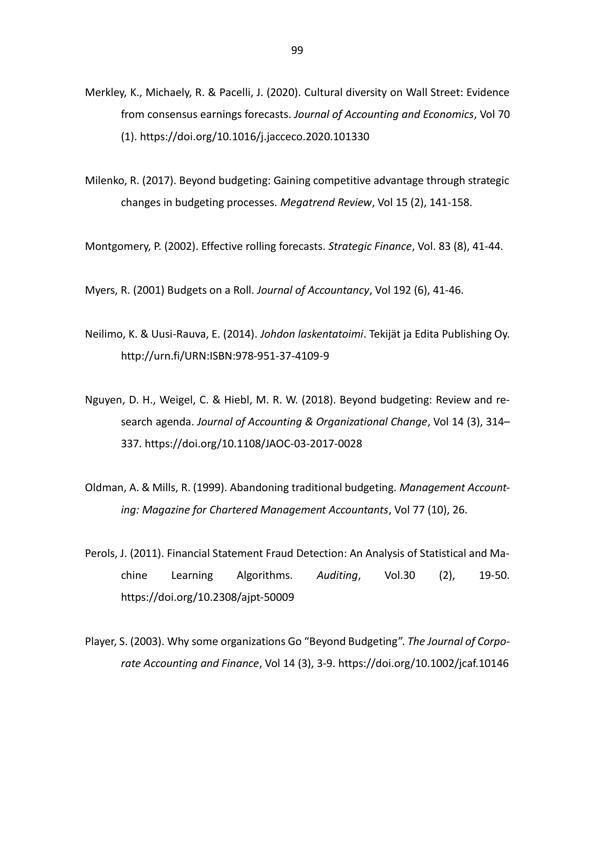 99
Merkley, K., Michaely, R. & Pacelli, J. (2020). Cultural diversity on Wall Street: Evidence
from consensus earnings forecasts. Journal of Accounting and Economics, Vol 70
(1). https://doi.org/10.1016/j.jacceco.2020.101330
Milenko, R. (2017). Beyond budgeting: Gaining competitive advantage through strategic
changes in budgeting processes. Megatrend Review, Vol 15 (2), 141-158.
Montgomery, P. (2002). Effective rolling forecasts. Strategic Finance, Vol. 83 (8), 41-44.
Myers, R. (2001) Budgets on a Roll. Journal of Accountancy, Vol 192 (6), 41-46.
Neilimo, K. & Uusi-Rauva, E. (2014). Johdon laskentatoimi. Tekijät ja Edita Publishing Oy.
http://urn.fi/URN:ISBN:978-951-37-4109-9
Nguyen, D. H., Weigel, C. & Hiebl, M. R. W. (2018). Beyond budgeting: Review and re-
search agenda. Journal of Accounting & Organizational Change, Vol 14 (3), 314–
337. https://doi.org/10.1108/JAOC-03-2017-0028
Oldman, A. & Mills, R. (1999). Abandoning traditional budgeting. Management Account-
ing: Magazine for Chartered Management Accountants, Vol 77 (10), 26.
Perols, J. (2011). Financial Statement Fraud Detection: An Analysis of Statistical and Ma-
chine Learning Algorithms. Auditing, Vol.30 (2), 19-50.
https://doi.org/10.2308/ajpt-50009
Player, S. (2003). Why some organizations Go “Beyond Budgeting”. The Journal of Corpo-
rate Accounting and Finance, Vol 14 (3), 3-9. https://doi.org/10.1002/jcaf.10146